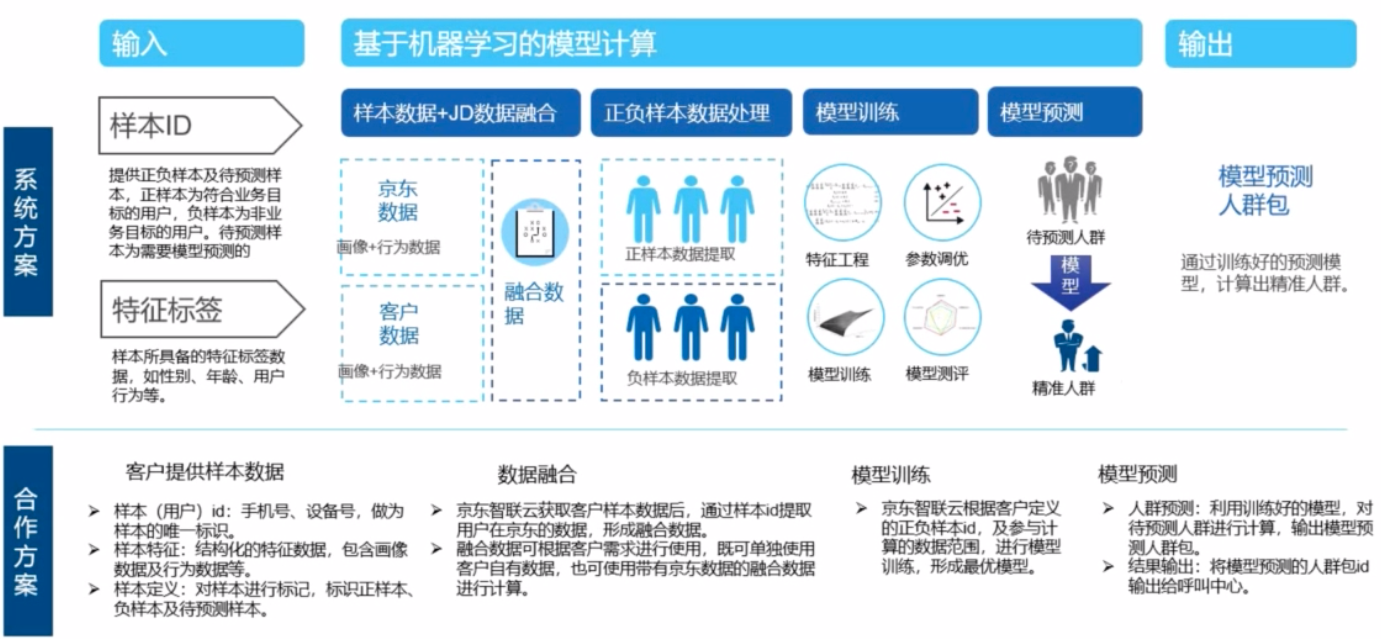 输入
基于机器学习的模型计算
输出
系统方案
样本ID
提供正负样本及待预测样
本，正样本为符合业务目
标的用户，负样本为非业
务目标的用户。待预测样
本为需要模型预测的
特征标签
样本所具备的特征标签数
据，如性别、年龄、用户
行为等。
样本数据+JD数据融合
正负样本数据处理
模型训练
模型预测
京东
数据
画像+行为数据
客户
数据
画像+行为数据
融合数
据
正样本数据提取
负样本数据提取
特征工程
参数调优
模型训练
模型测评
待预测人群
模型
精准人群
模型预测
人群包
通过训练好的预测模
型，计算出精准人群。
合作方案
客户提供样本数据
样本（用户）id：手机号、设备号，做为
样本的唯一标识。
样本特征：结构化的特征数据，包含画像
数据及行为数据等。
样本定义：对样本进行标记，标识正样本、
负样本及待预测样本。
数据融合
京东智联云获取客户样本数据后，通过样本id提取
用户在京东的数据，形成融合数据。
融合数据可根据客户需求进行使用，既可单独使用
客户自有数据，也可使用带有京东数据的融合数据
进行计算。
模型训练
京东智联云根据客户定义
的正负样本id，及参与计
算的数据范围，进行模型
训练，形成最优模型。
模型预测
人群预测：利用训练好的模型，对
待预测人群进行计算，输出模型预
测人群包。
结果输出：将模型预测的人群包id
输出给呼叫中心。